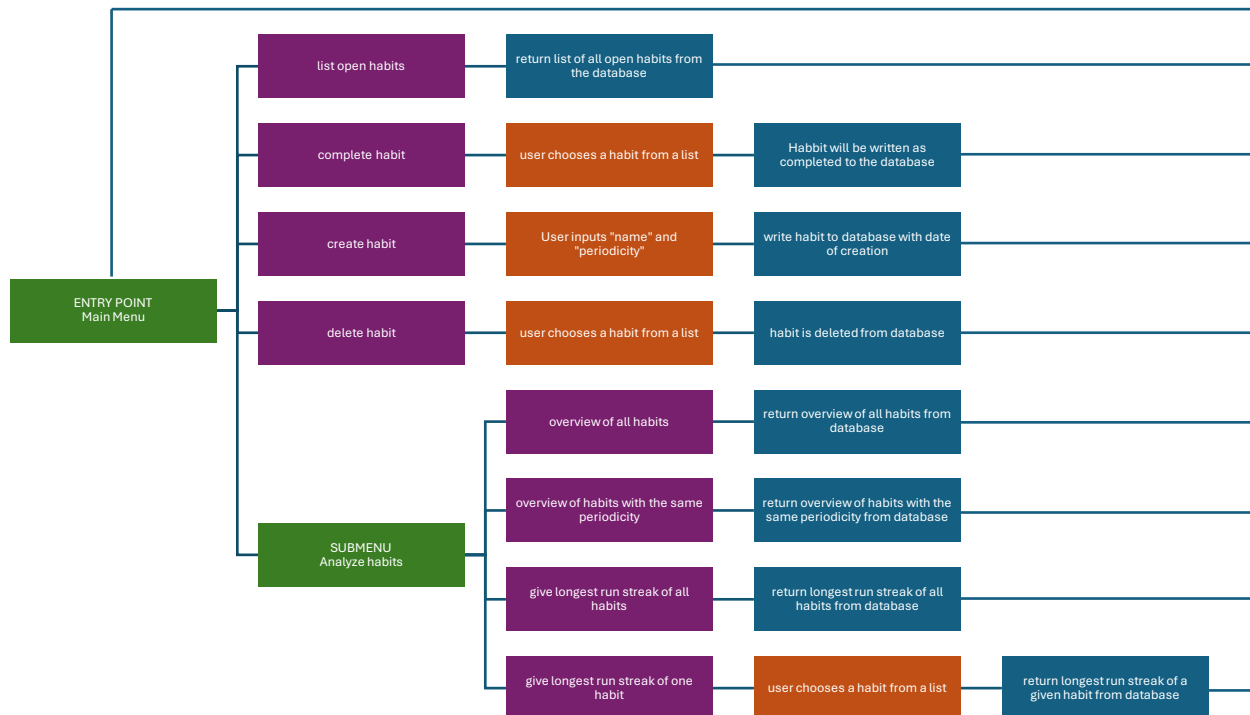 list open habits
return list of all open habits from
the database
complete habit
user chooses a habit from a list
Habbit will be written as
completed to the database
create habit
User inputs "name" and
"periodicity"
write habit to database with date
of creation
ENTRY POINT
Main Menu
delete habit
user chooses a habit from a list
habit is deleted from database
overview of all habits
return overview of all habits from
database
overview of habits with the same
periodicity
return overview of habits with the
same periodicity from database
SUBMENU
Analyze habits
give longest run streak of all
habits
return longest run streak of all
habits from database
give longest run streak of one
habit
user chooses a habit from a list
return longest run streak of a
given habit from database